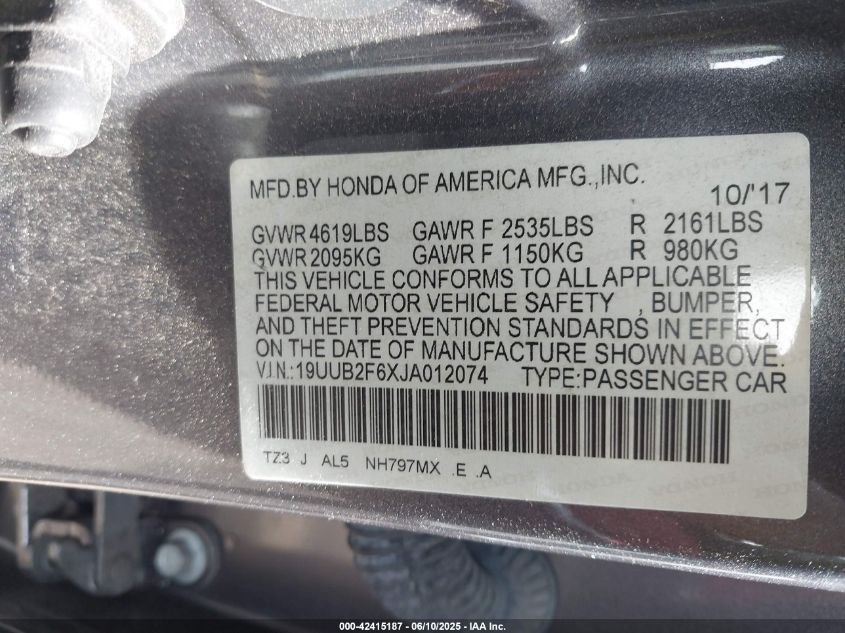 MFD.BY HONDA OF AMERICA MFG.,INC. 10/'17
GVWR 4619LBS GAWR F 2535LBS R 2161LBS
GVWR 2095KG GAWR F 1150KG R 980KG
THIS VEHICLE CONFORMS TO ALL APPLICABLE
FEDERAL MOTOR VEHICLE SAFETY , BUMPER,
AND THEFT PREVENTION STANDARDS IN EFFECT
ON THE DATE OF MANUFACTURE SHOWN ABOVE.
V.I.N.:19UUB2F6XJA012074 TYPE:PASSENGER CAR
TZ3 J AL5 NH797MX .E .A
000-42415187 - 06/10/2025 - IAA Inc.